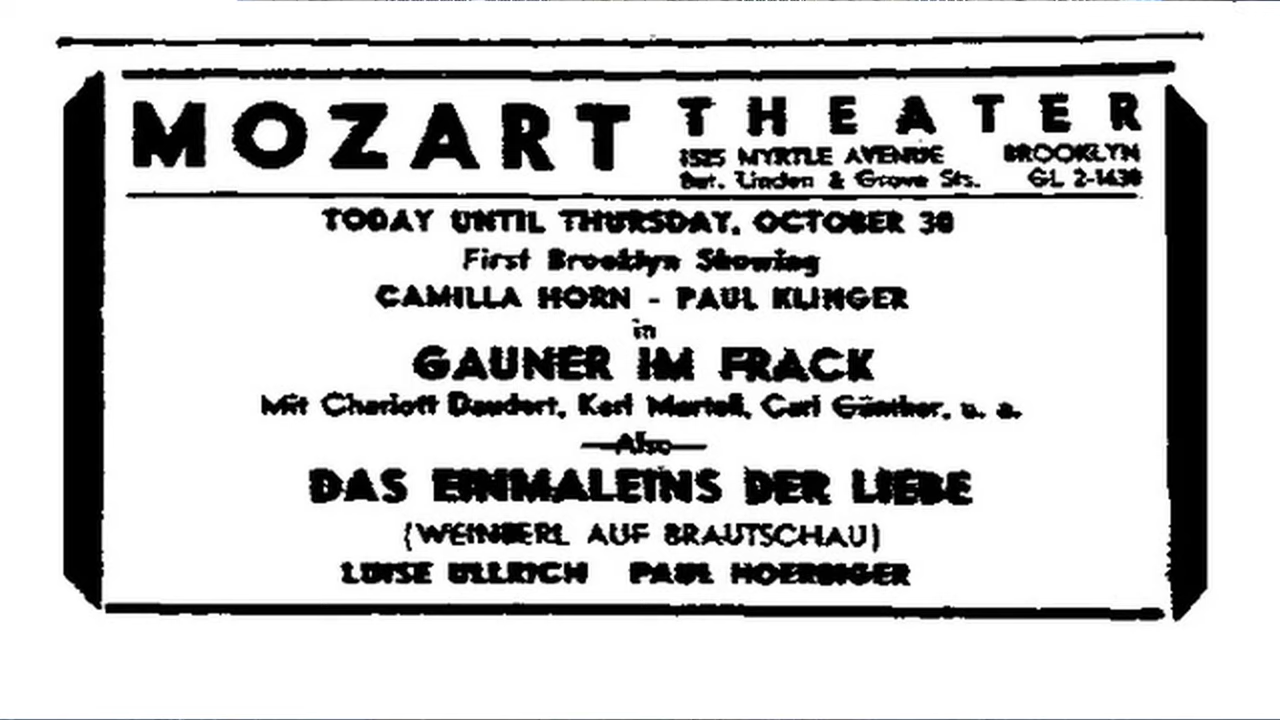 MOZART THEATER
1525 MYRTLE AVENUE BROOKLYN
Bet. Linden & Grove Sts. GL 2-1430
TODAY UNTIL THURSDAY, OCTOBER 30
First Brooklyn Showing
CAMILLA HORN - PAUL KLINGER
in
GAUNER IM FRACK
Mit Charlott Daudert, Karl Martell, Carl Günther, u. a.
Also
DAS EINMALEINS DER LIEBE
(WEINBERL AUF BRAUTSCHAU)
LUISE ULLRICH PAUL HOERBIGER